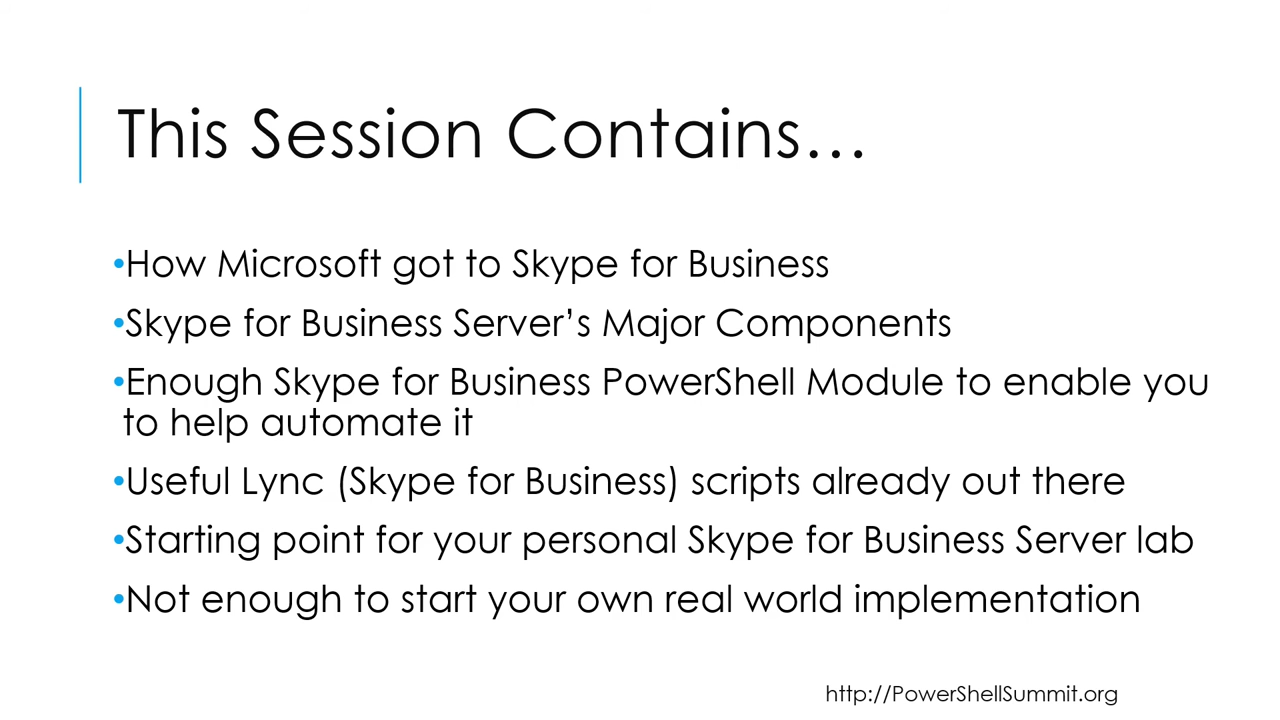 This Session Contains…
•How Microsoft got to Skype for Business
•Skype for Business Server’s Major Components
•Enough Skype for Business PowerShell Module to enable you
to help automate it
•Useful Lync (Skype for Business) scripts already out there
•Starting point for your personal Skype for Business Server lab
•Not enough to start your own real world implementation
http://PowerShellSummit.org